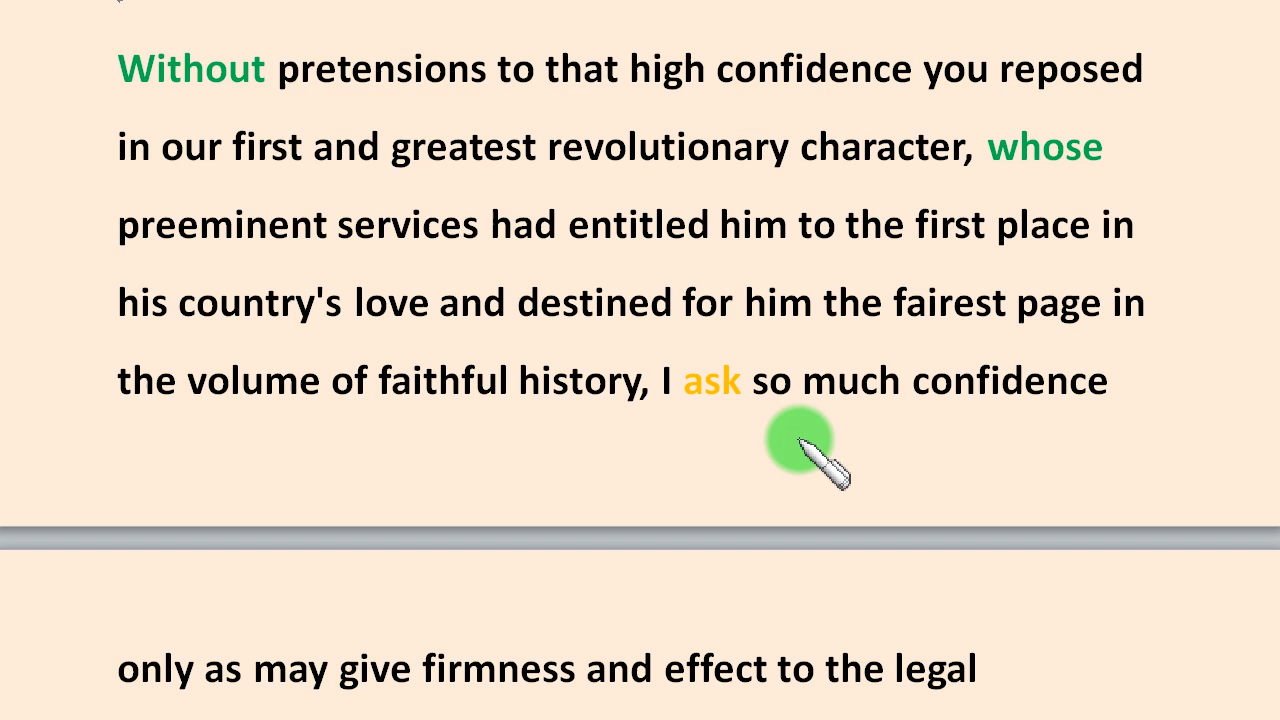 Without pretensions to that high confidence you reposed
in our first and greatest revolutionary character, whose
preeminent services had entitled him to the first place in
his country's love and destined for him the fairest page in
the volume of faithful history, I ask so much confidence
only as may give firmness and effect to the legal